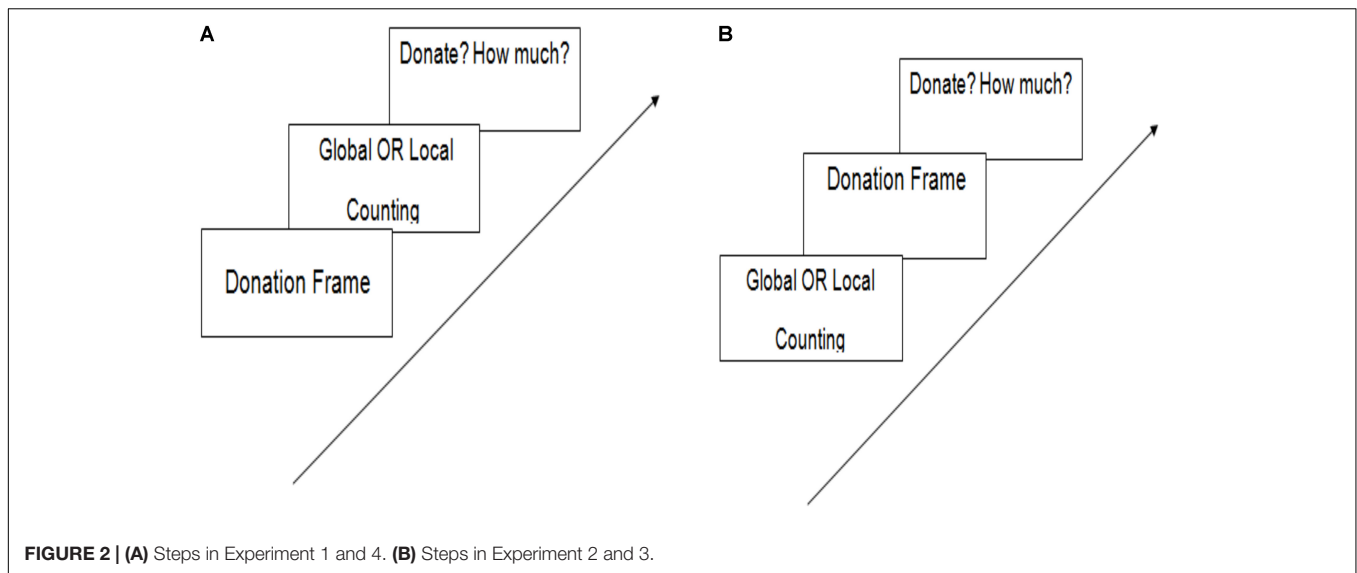 A
Donate? How much?
Global OR Local
Counting
Donation Frame
B
Donate? How much?
Donation Frame
Global OR Local
Counting
FIGURE 2 | (A) Steps in Experiment 1 and 4. (B) Steps in Experiment 2 and 3.